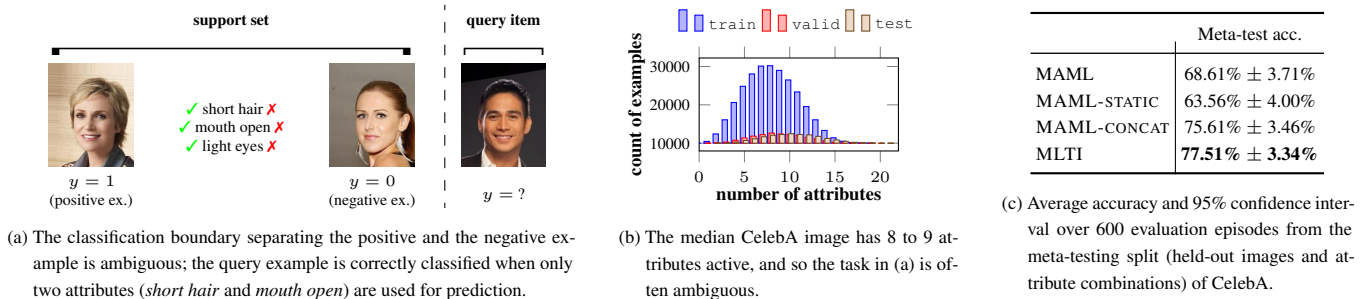 support set
query item
✓ short hair ✗
✓ mouth open ✗
✓ light eyes ✗
y = 1
(positive ex.)
y = 0
(negative ex.)
y = ?
(a) The classification boundary separating the positive and the negative ex-
ample is ambiguous; the query example is correctly classified when only
two attributes (short hair and mouth open) are used for prediction.
train valid test
count of examples
30000
20000
10000
0 5 10 15 20
number of attributes
(b) The median CelebA image has 8 to 9 at-
tributes active, and so the task in (a) is of-
ten ambiguous.
Meta-test acc.
MAML 68.61% ± 3.71%
MAML-STATIC 63.56% ± 4.00%
MAML-CONCAT 75.61% ± 3.46%
MLTI 77.51% ± 3.34%
(c) Average accuracy and 95% confidence inter-
val over 600 evaluation episodes from the
meta-testing split (held-out images and at-
tribute combinations) of CelebA.